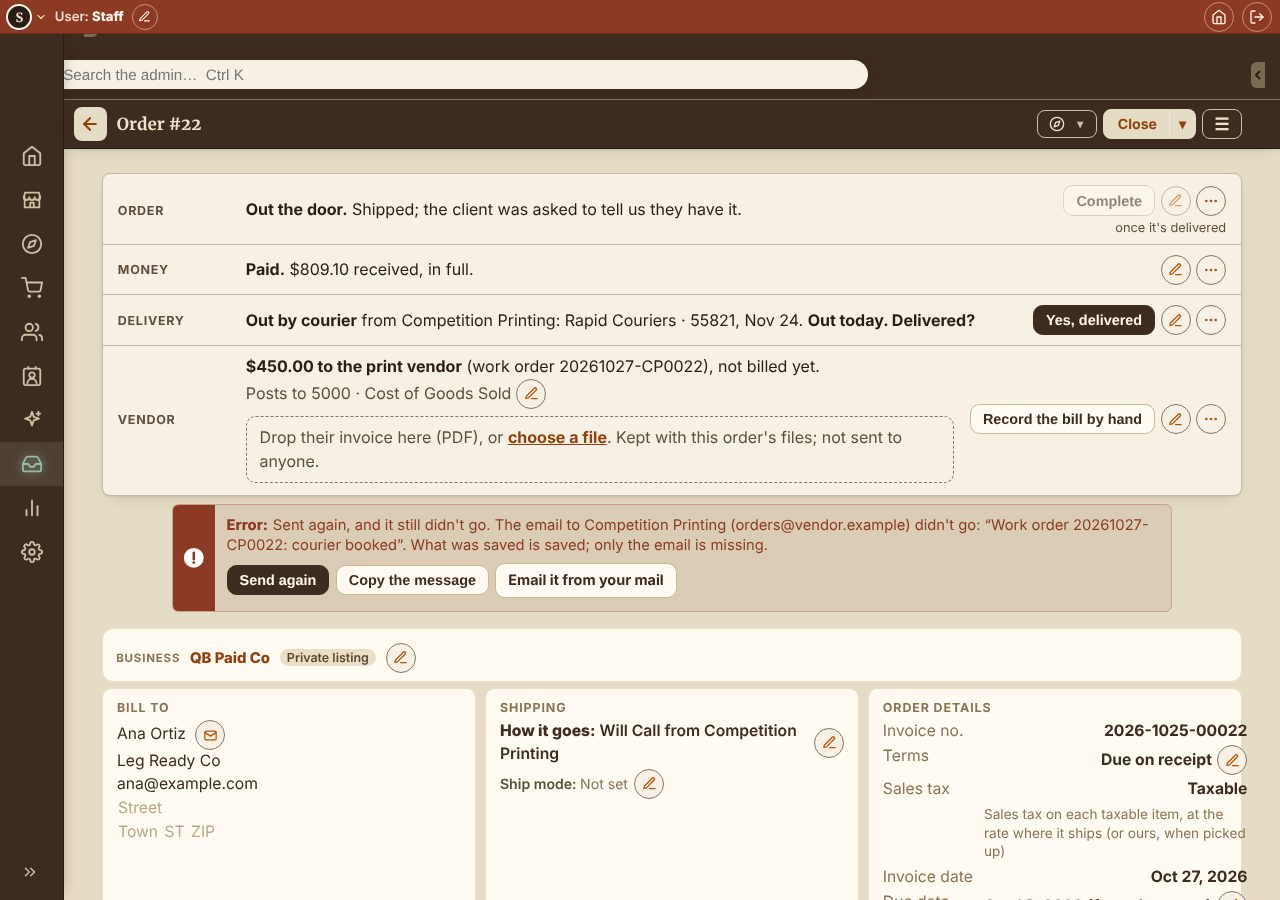 S User: Staff
Search the admin… Ctrl K
Order #22
Close
ORDER
Out the door. Shipped; the client was asked to tell us they have it.
Complete
once it's delivered
MONEY
Paid. $809.10 received, in full.
DELIVERY
Out by courier from Competition Printing: Rapid Couriers · 55821, Nov 24. Out today. Delivered?
Yes, delivered
VENDOR
$450.00 to the print vendor (work order 20261027-CP0022), not billed yet.
Posts to 5000 · Cost of Goods Sold
Drop their invoice here (PDF), or choose a file. Kept with this order's files; not sent to
anyone.
Record the bill by hand
Error: Sent again, and it still didn't go. The email to Competition Printing (orders@vendor.example) didn't go: “Work order 20261027-
CP0022: courier booked”. What was saved is saved; only the email is missing.
Send again
Copy the message
Email it from your mail
BUSINESS QB Paid Co Private listing
BILL TO
Ana Ortiz
Leg Ready Co
ana@example.com
Street
Town ST ZIP
SHIPPING
How it goes: Will Call from Competition
Printing
Ship mode: Not set
ORDER DETAILS
Invoice no. 2026-1025-00022
Terms Due on receipt
Sales tax Taxable
Sales tax on each taxable item, at the
rate where it ships (or ours, when picked
up)
Invoice date Oct 27, 2026